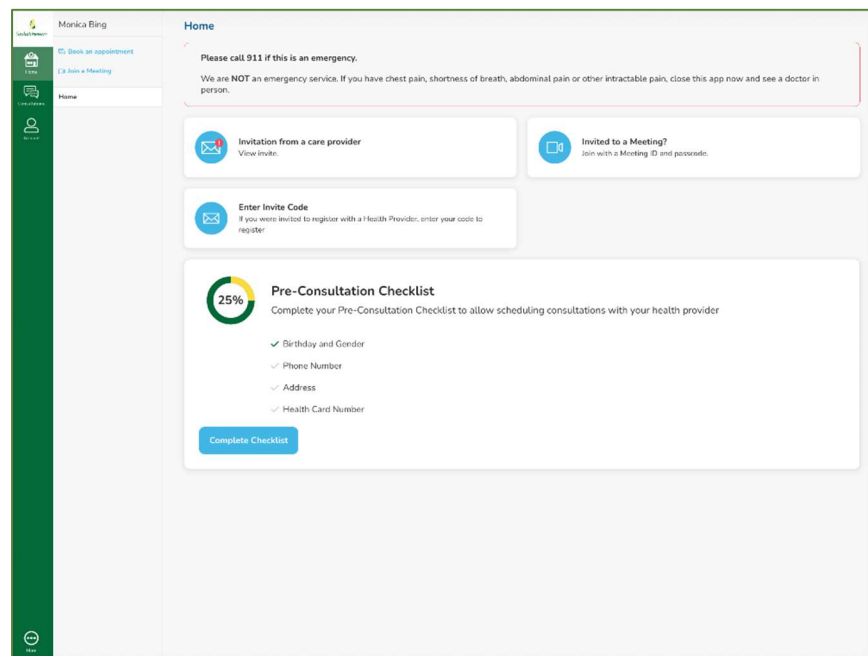 Monica Bing
Book an appointment
Join a Meeting
Home
Home
Consultations
Account
More
Home
Please call 911 if this is an emergency.
We are NOT an emergency service. If you have chest pain, shortness of breath, abdominal pain or other intractable pain, close this app now and see a doctor in
person.
Invitation from a care provider
View invite.
Invited to a Meeting?
Join with a Meeting ID and passcode.
Enter Invite Code
If you were invited to register with a Health Provider, enter your code to
register
25%
Pre-Consultation Checklist
Complete your Pre-Consultation Checklist to allow scheduling consultations with your health provider
Birthday and Gender
Phone Number
Address
Health Card Number
Complete Checklist